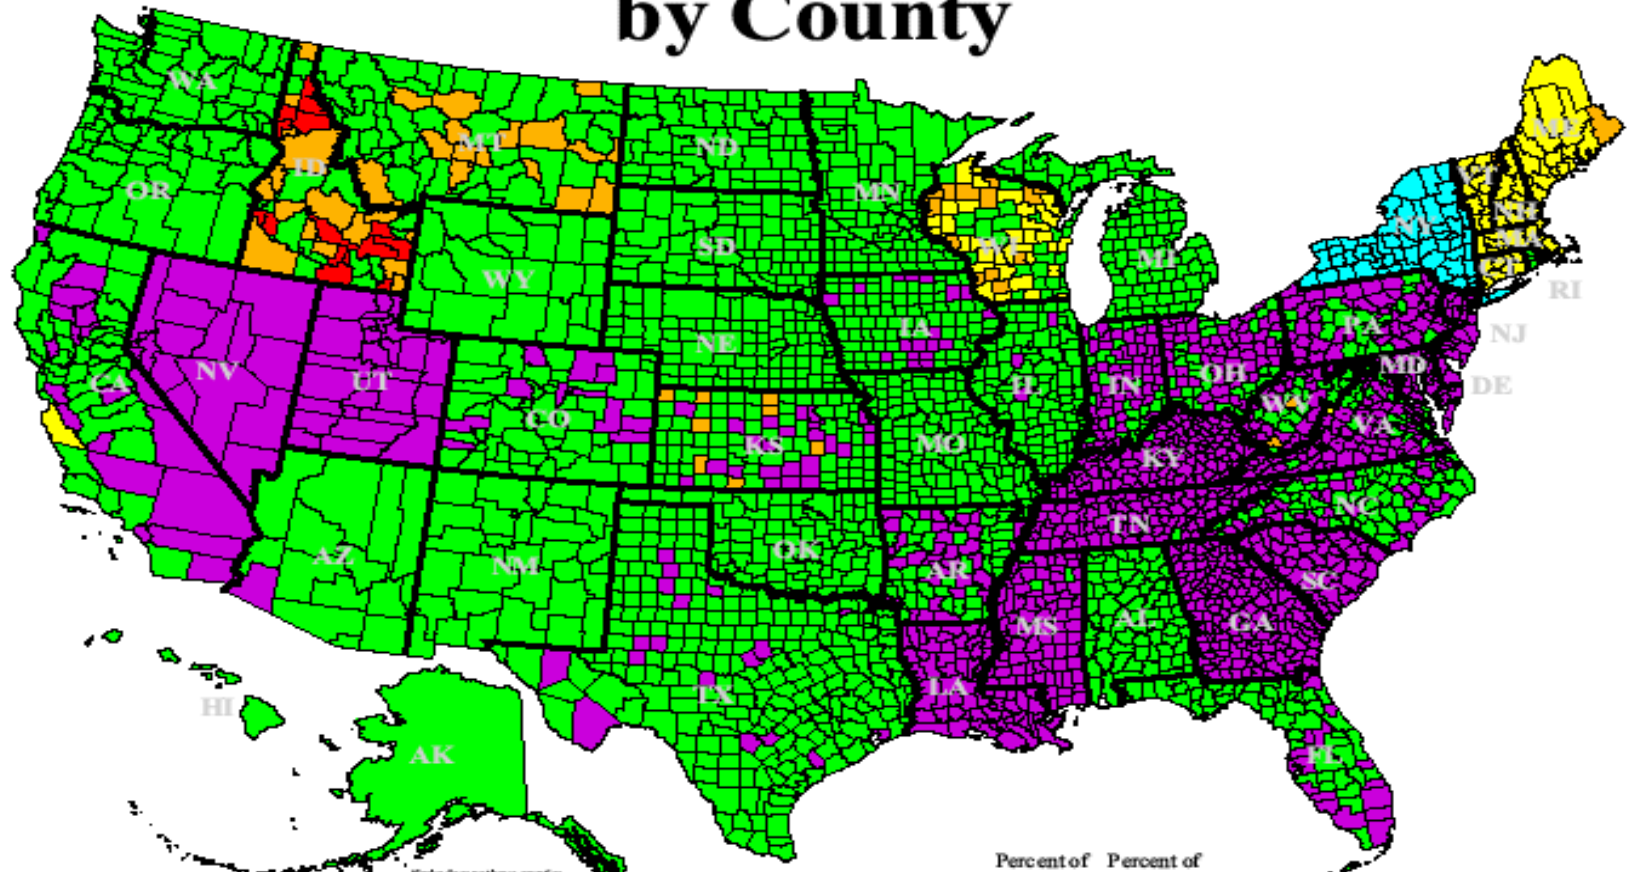 by County
WA
OR
ID
MT
ND
MN
SD
WY
WI
MI
NE
IA
NV
UT
CA
CO
KS
MO
IL
IN
OH
PA
NY
VT
ME
NH
MA
CT
RI
NJ
MD
DE
WV
VA
KY
TN
NC
SC
AZ
NM
OK
AR
MS
AL
GA
LA
TX
FL
HI
AK
Percent of Percent of